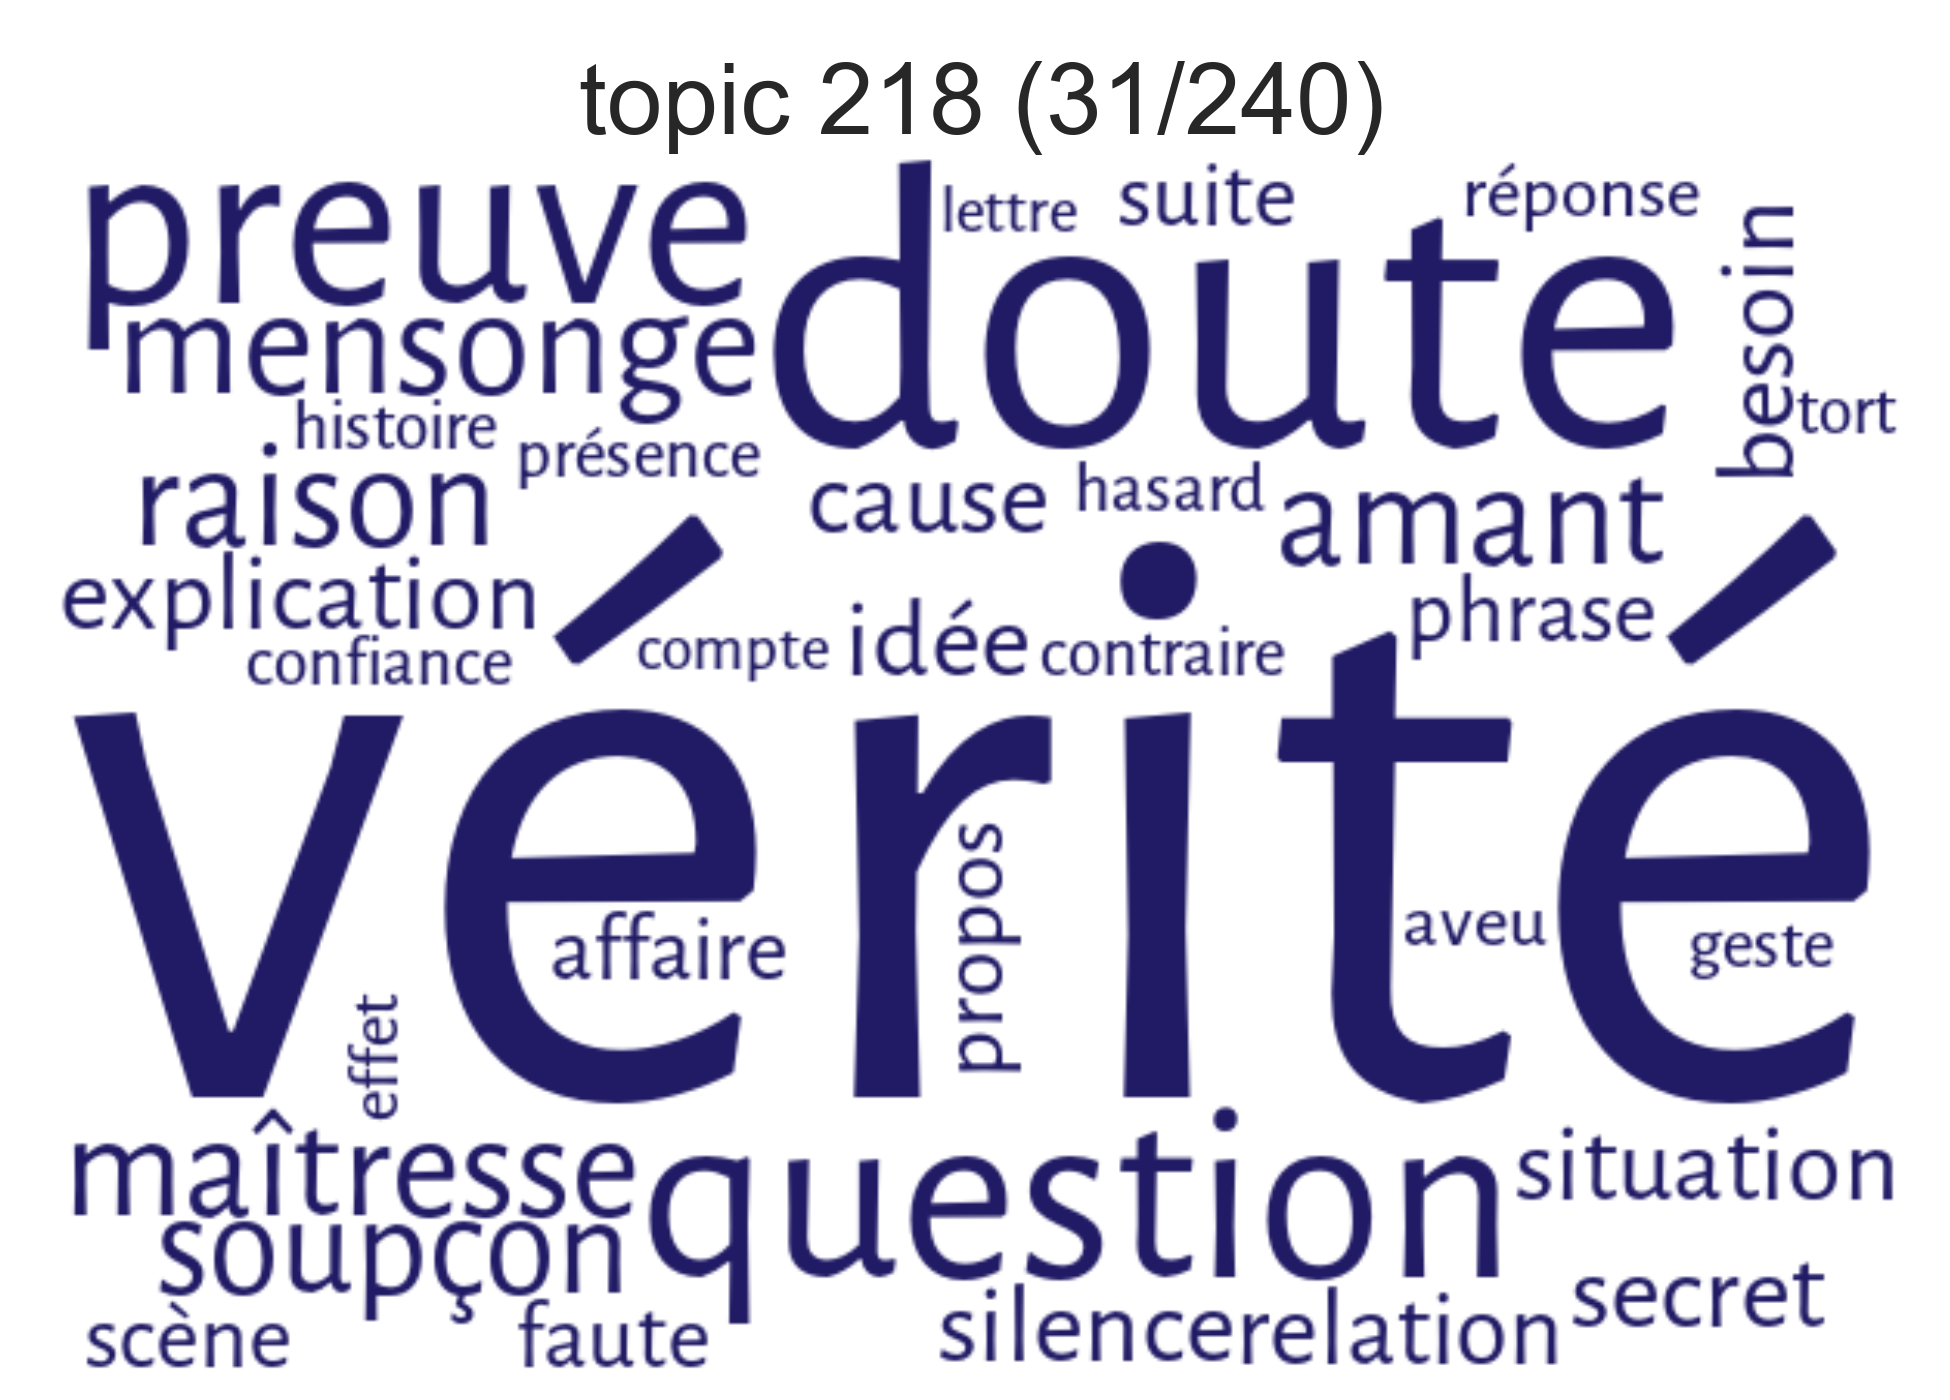 topic 218 (31/240)
preuve
doute
lettre
suite
réponse
besoin
mensonge
tort
histoire
présence
raison
cause
hasard
amant
explication
phrase
confiance
compte
idée
contraire
vérité
affaire
propos
aveu
geste
effet
maîtresse
question
situation
soupçon
secret
scène
faute
silence
relation